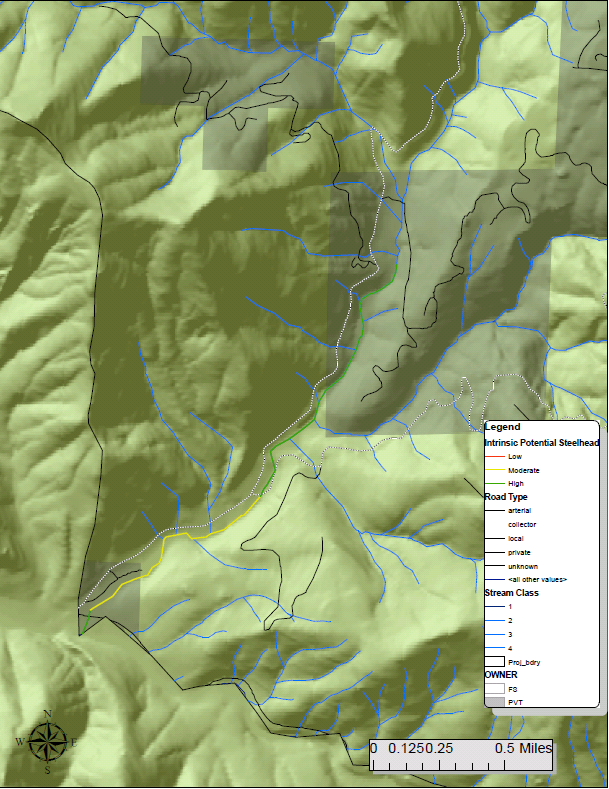 Legend
Intrinsic Potential Steelhead
Low
Moderate
High
Road Type
arterial
collector
local
private
unknown
<all other values>
Stream Class
1
2
3
4
Proj_bdry
OWNER
FS
PVT
N
W E
S
0 0.125 0.25 0.5 Miles